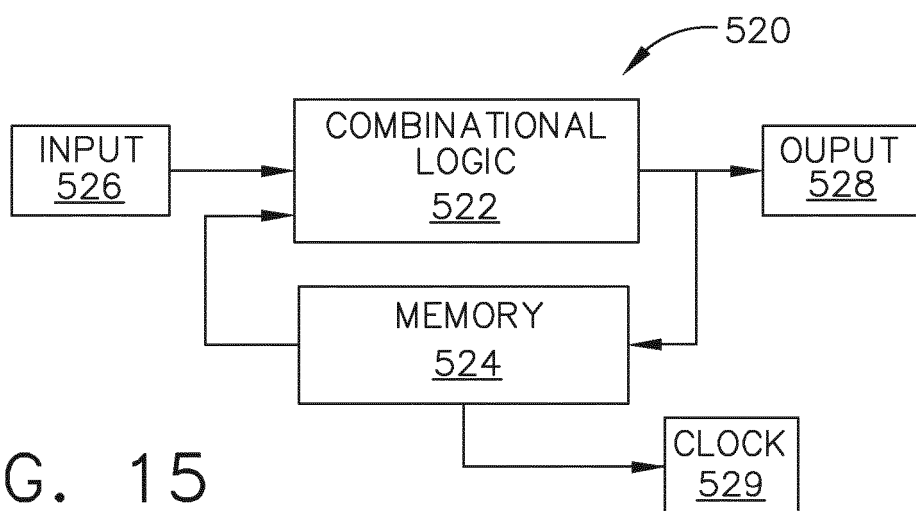 520
COMBINATIONAL
LOGIC
522
INPUT
526
OUPUT
528
MEMORY
524
CLOCK
529
G. 15